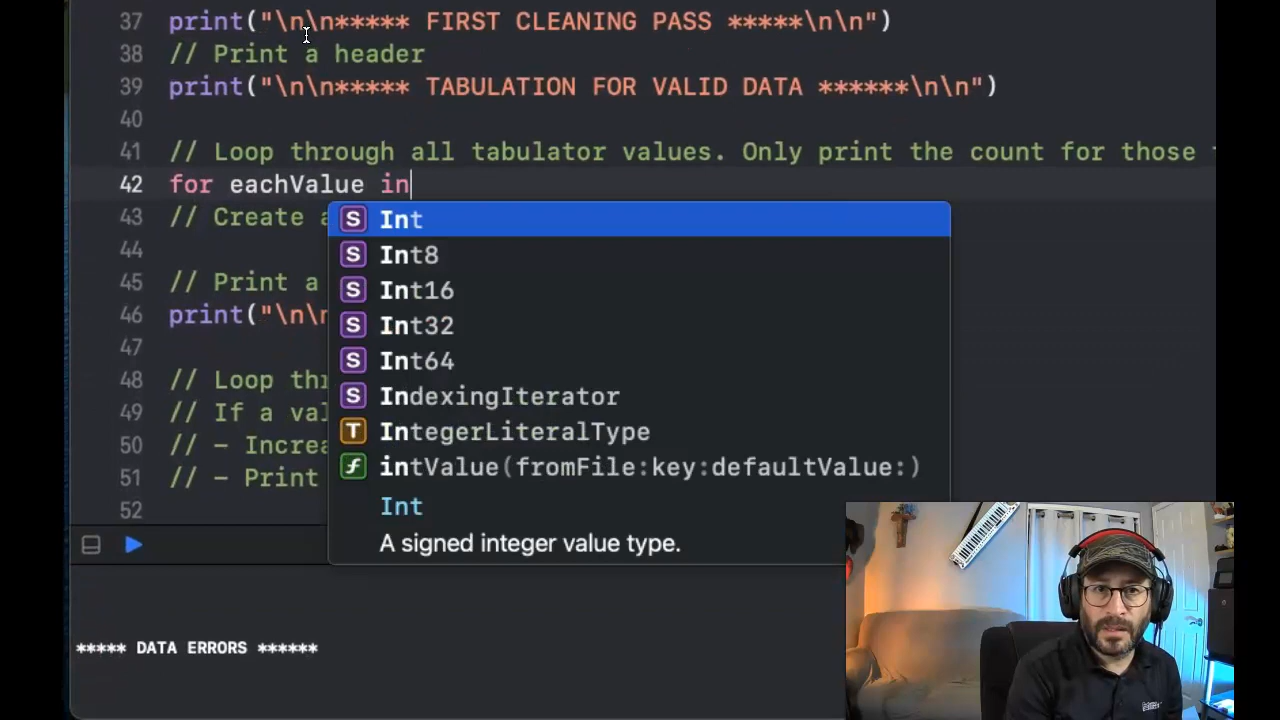 37 print("\n\n***** FIRST CLEANING PASS *****\n\n")
38 // Print a header
39 print("\n\n***** TABULATION FOR VALID DATA ******\n\n")
40
41 // Loop through all tabulator values. Only print the count for those
42 for eachValue in
43 // Create a
Int
Int8
44
Int16
45 // Print a
Int32
46 print("\n\n
Int64
47
IndexingIterator
48 // Loop thr
IntegerLiteralType
49 // If a val
50 // - Increa
intValue(fromFile:key:defaultValue:)
51 // - Print
Int
52
A signed integer value type.
***** DATA ERRORS ******